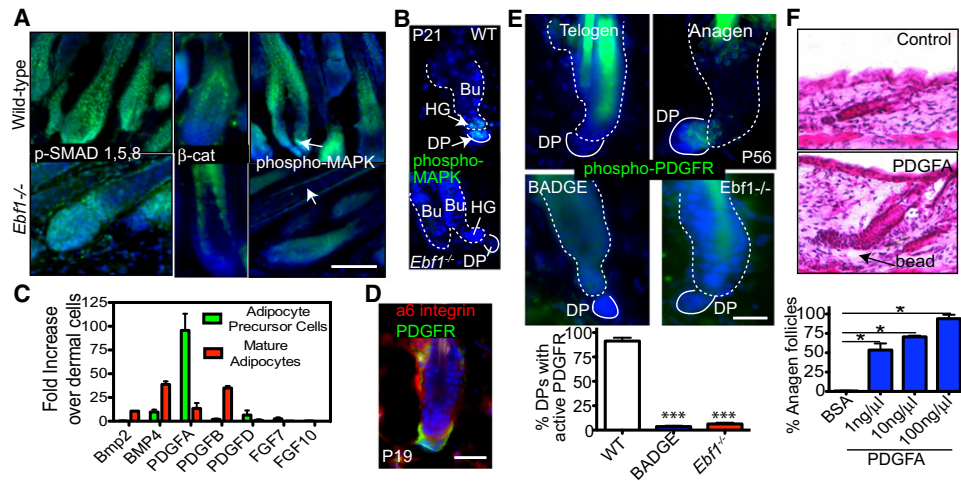 A
Wild-type
Ebf1-/-
p-SMAD 1,5,8
β-cat
phospho-MAPK
B
P21
WT
Bu
HG
DP
phospho-
MAPK
Bu
Bu
HG
DP
Ebf1-/-
C
Fold Increase
over dermal cells
125
100
75
50
25
0
Adipocyte
Precursor Cells
Mature
Adipocytes
Bmp2
BMP4
PDGFA
PDGFB
PDGFD
FGF7
FGF10
D
a6 integrin
PDGFR
P19
E
Telogen
Anagen
DP
DP
P56
phospho-PDGFR
BADGE
Ebf1-/-
DP
DP
% DPs with
active PDGFR
100
75
50
25
0
***
***
WT
BADGE
Ebf1-/-
F
Control
PDGFA
bead
% Anagen follicles
100
75
50
25
0
*
*
*
BSA
1ng/µl
10ng/µl
100ng/µl
PDGFA